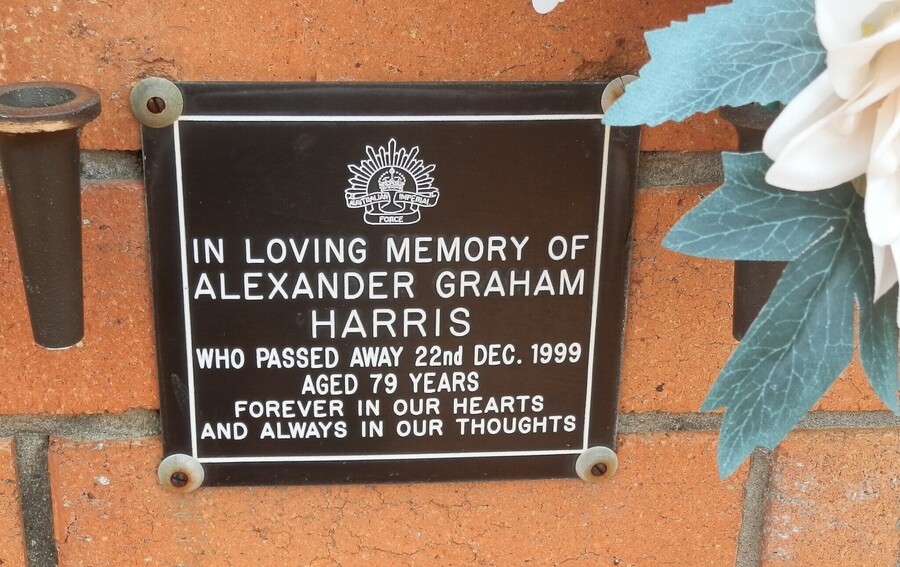 AUSTRALIAN IMPERIAL
FORCE
IN LOVING MEMORY OF
ALEXANDER GRAHAM
HARRIS
WHO PASSED AWAY 22nd DEC. 1999
AGED 79 YEARS
FOREVER IN OUR HEARTS
AND ALWAYS IN OUR THOUGHTS